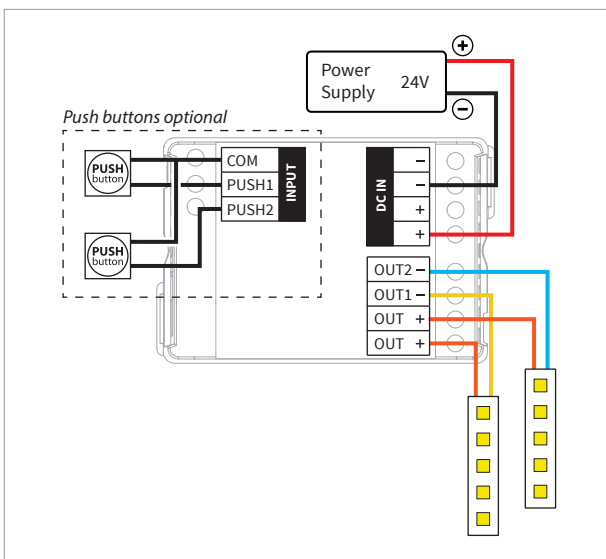 Power
Supply 24V
+
−
Push buttons optional
PUSH
button
PUSH
button
COM
PUSH1
PUSH2
INPUT
DC IN
−
−
+
+
OUT2 −
OUT1 −
OUT +
OUT +